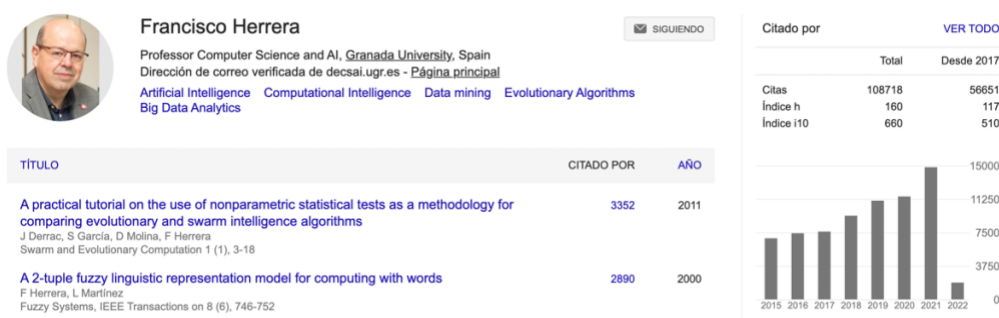 Francisco Herrera
SIGUIENDO
Professor Computer Science and AI, Granada University, Spain
Dirección de correo verificada de decsai.ugr.es - Página principal
Artificial Intelligence Computational Intelligence Data mining Evolutionary Algorithms
Big Data Analytics
TÍTULO CITADO POR AÑO
A practical tutorial on the use of nonparametric statistical tests as a methodology for
comparing evolutionary and swarm intelligence algorithms
3352 2011
J Derrac, S García, D Molina, F Herrera
Swarm and Evolutionary Computation 1 (1), 3-18
A 2-tuple fuzzy linguistic representation model for computing with words 2890 2000
F Herrera, L Martínez
Fuzzy Systems, IEEE Transactions on 8 (6), 746-752
Citado por VER TODO
Total Desde 2017
Citas 108718 56651
Índice h 160 117
Índice i10 660 510
15000
11250
7500
3750
0
2015 2016 2017 2018 2019 2020 2021 2022